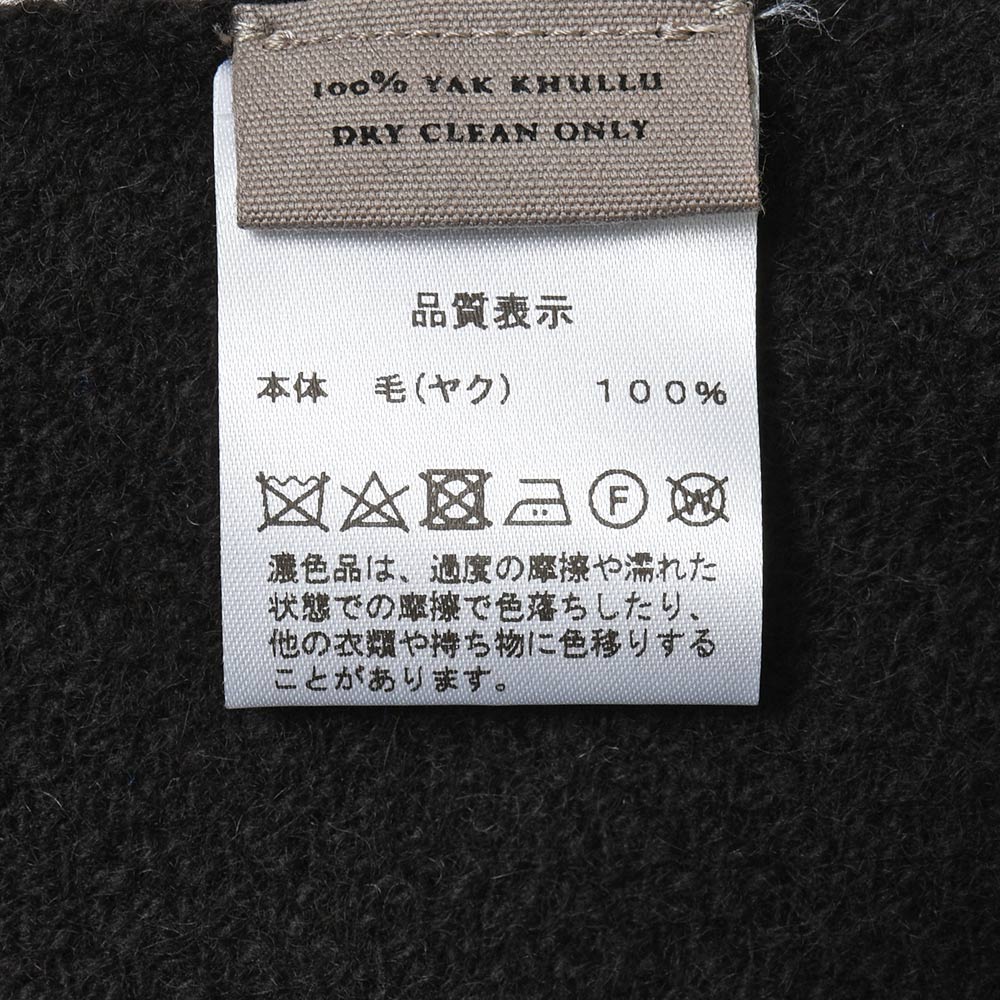 100% YAK KHULLU
DRY CLEAN ONLY
品質表示
本体 毛(ヤク) 100%
F W
濃色品は、過度の摩擦や濡れた
状態での摩擦で色落ちしたり、
他の衣類や持ち物に色移りする
ことがあります。